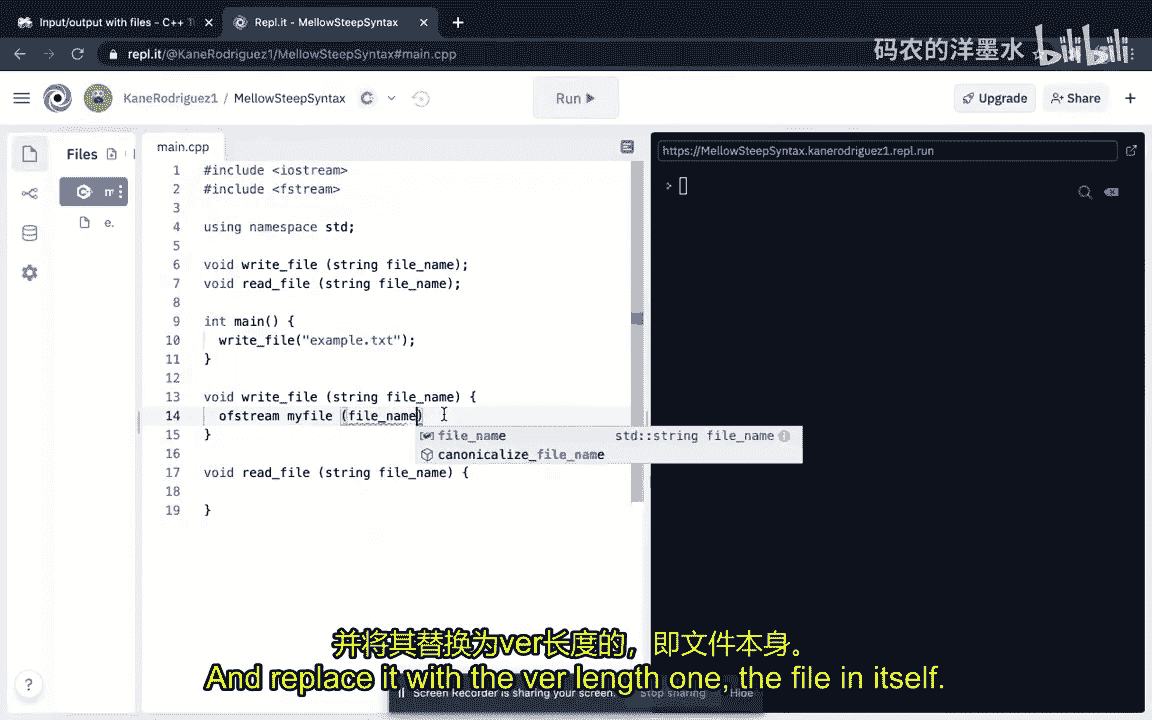 Input/output with files - C++ T
Repl.it - MellowSteepSyntax
repl.it/@KaneRodriguez1/MellowSteepSyntax#main.cpp
码农的洋墨水 bilibili
KaneRodriguez1 / MellowSteepSyntax
Run
Upgrade
Share
Files
main.cpp
https://MellowSteepSyntax.kanerodriguez1.repl.run
m
e.
1 #include <iostream>
2 #include <fstream>
3
4 using namespace std;
5
6 void write_file (string file_name);
7 void read_file (string file_name);
8
9 int main() {
10 write_file("example.txt");
11 }
12
13 void write_file (string file_name) {
14 ofstream myfile (file_name)
15 }
file_name std::string file_name
16
canonicalize_file_name
17 void read_file (string file_name) {
18
19 }
>
并将其替换为ver长度的，即文件本身。
And replace it with the ver length one, the file in itself.
Screen Recorder is sharing your screen. Stop sharing Hide
?